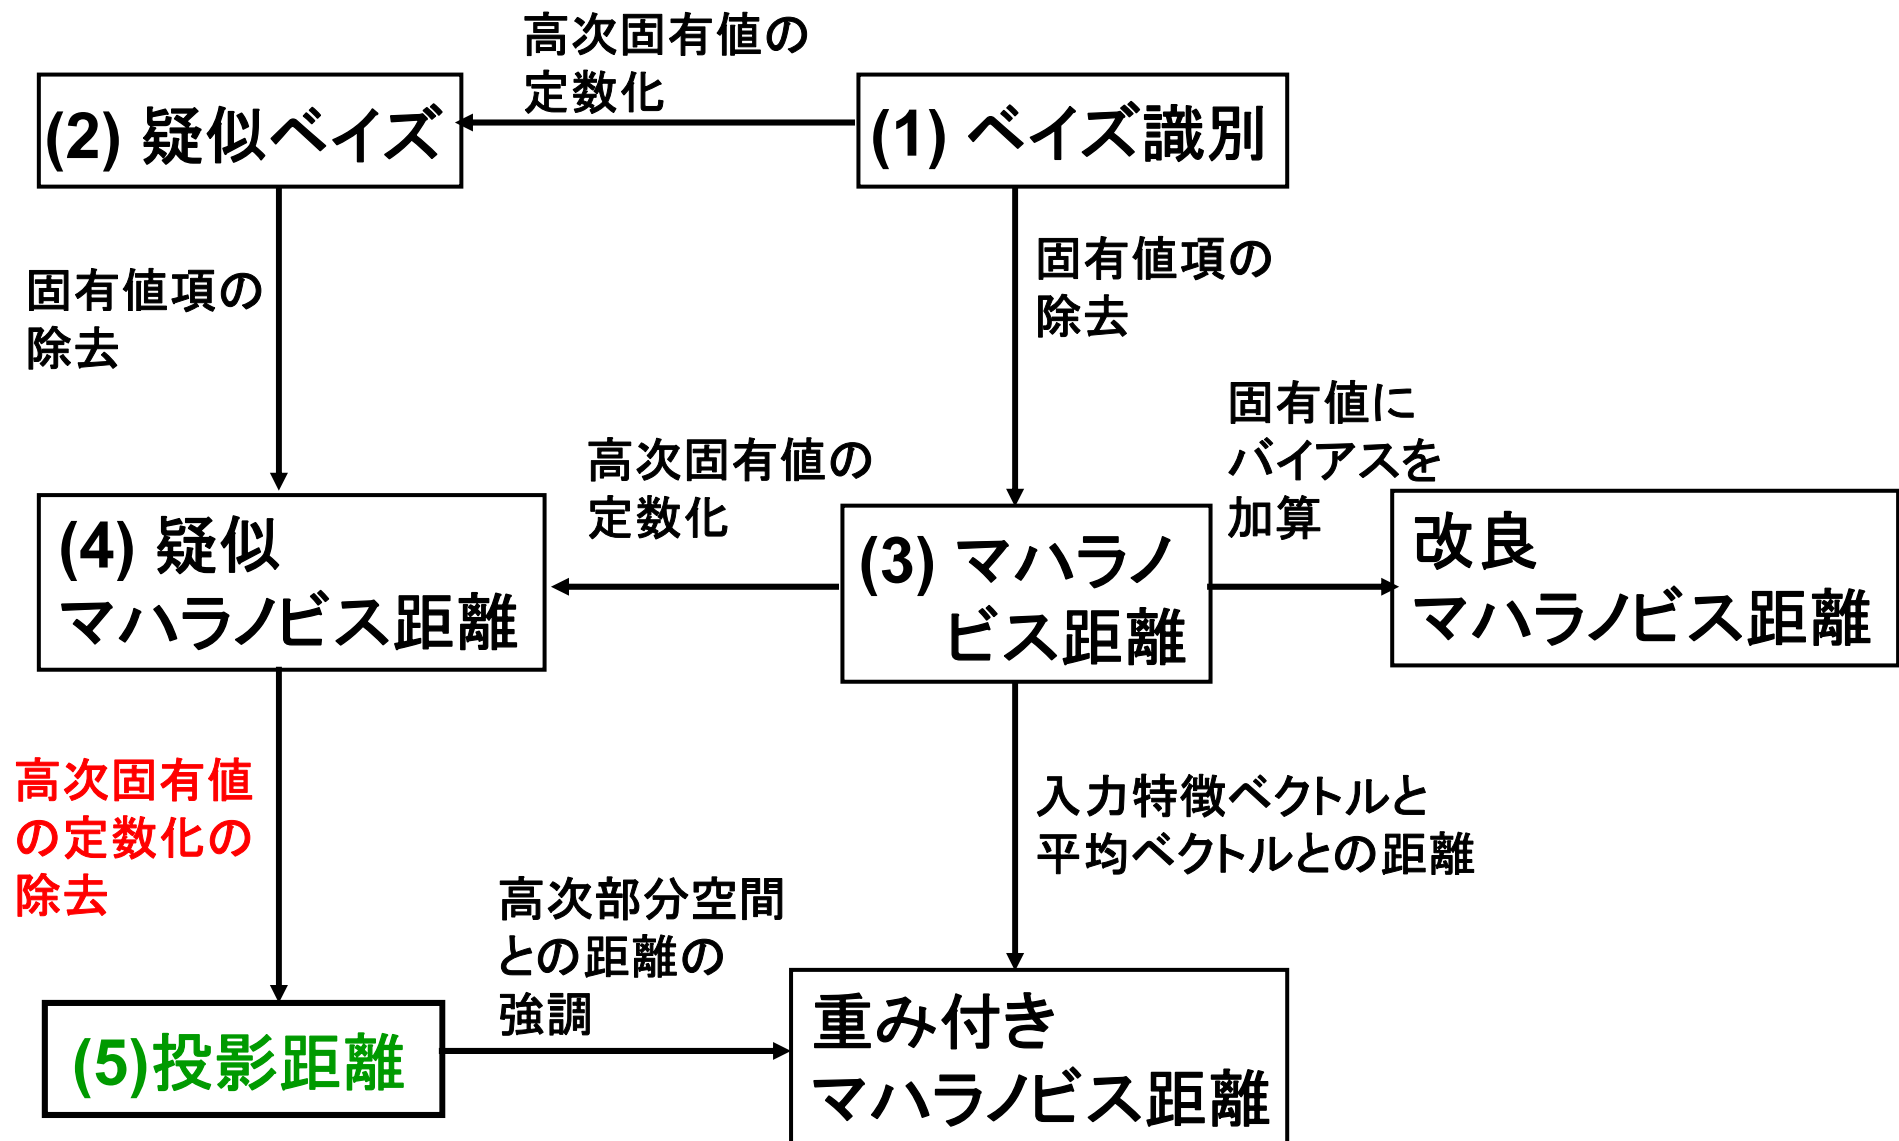 高次固有値の
定数化
(2) 疑似ベイズ
(1) ベイズ識別
固有値項の
除去
固有値項の
除去
固有値に
バイアスを
加算
高次固有値の
定数化
(4) 疑似
マハラノビス距離
(3) マハラノ
ビス距離
改良
マハラノビス距離
高次固有値
の定数化の
除去
入力特徴ベクトルと
平均ベクトルとの距離
高次部分空間
との距離の
強調
(5)投影距離
重み付き
マハラノビス距離